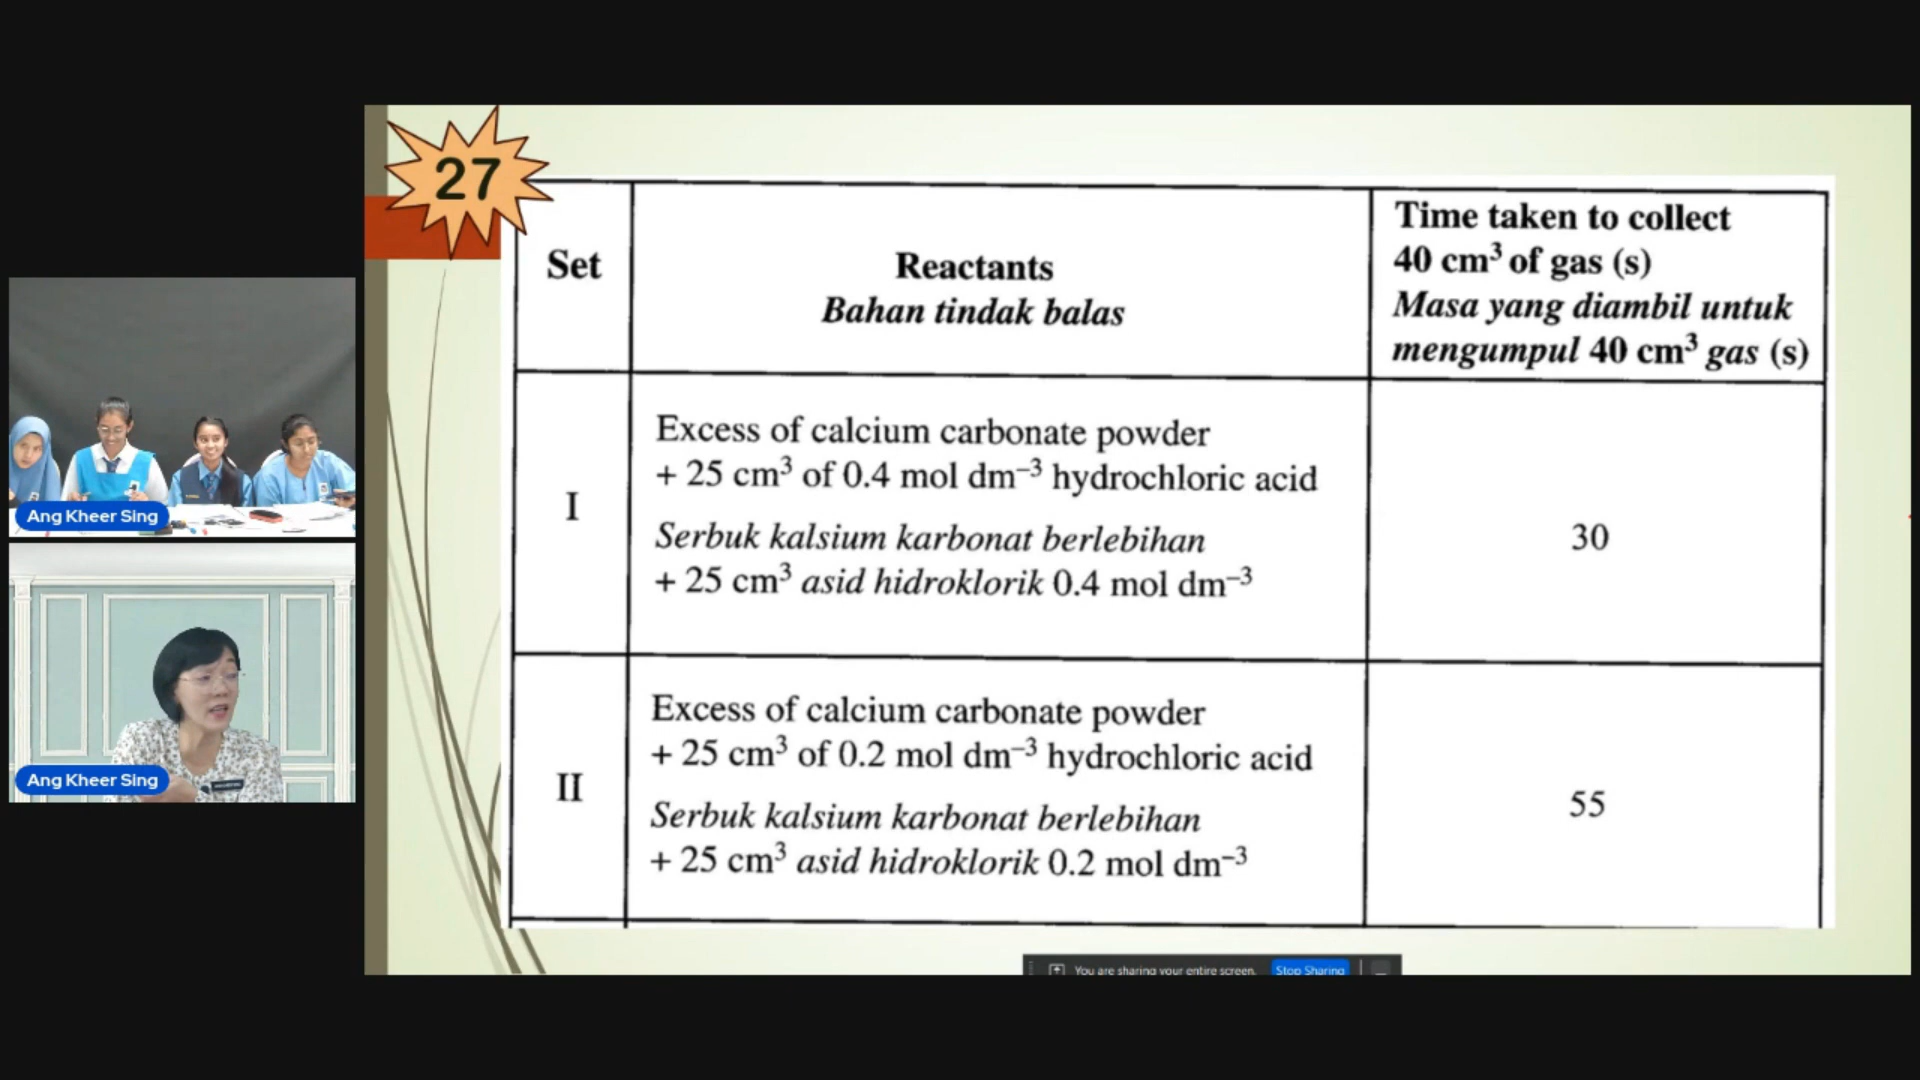 27
Set
Reactants
Bahan tindak balas
Time taken to collect
40 cm³ of gas (s)
Masa yang diambil untuk
mengumpul 40 cm³ gas (s)
I
Excess of calcium carbonate powder
+ 25 cm³ of 0.4 mol dm⁻³ hydrochloric acid
Serbuk kalsium karbonat berlebihan
+ 25 cm³ asid hidroklorik 0.4 mol dm⁻³
30
II
Excess of calcium carbonate powder
+ 25 cm³ of 0.2 mol dm⁻³ hydrochloric acid
Serbuk kalsium karbonat berlebihan
+ 25 cm³ asid hidroklorik 0.2 mol dm⁻³
55
Ang Kheer Sing
Ang Kheer Sing
You are sharing your entire screen.
Stop Sharing